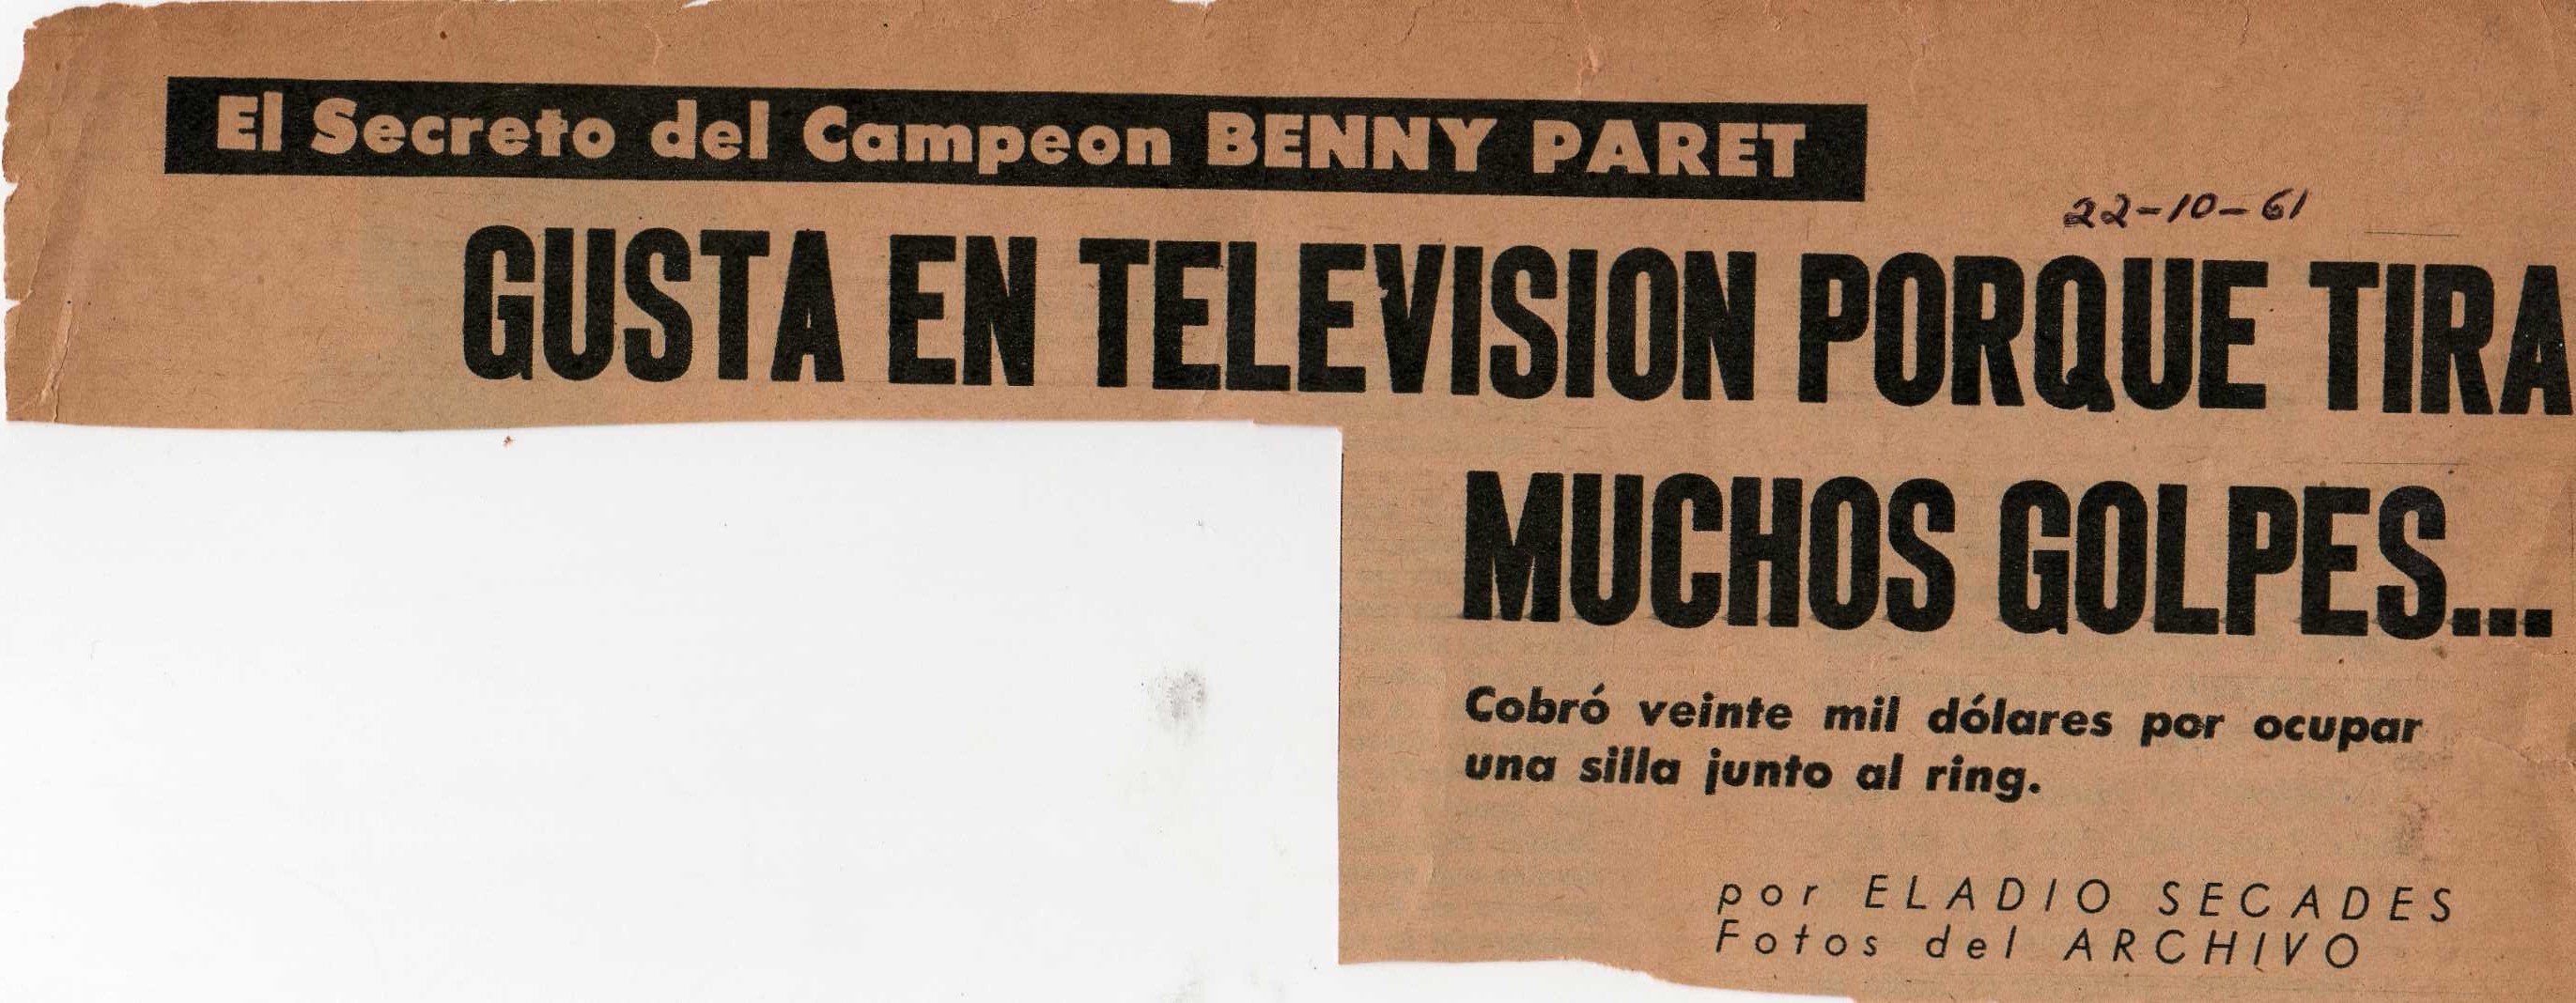 El Secreto del Campeon BENNY PARET
22-10-61
GUSTA EN TELEVISION PORQUE TIRA
MUCHOS GOLPES...
Cobró veinte mil dólares por ocupar
una silla junto al ring.
por ELADIO SECADES
Fotos del ARCHIVO